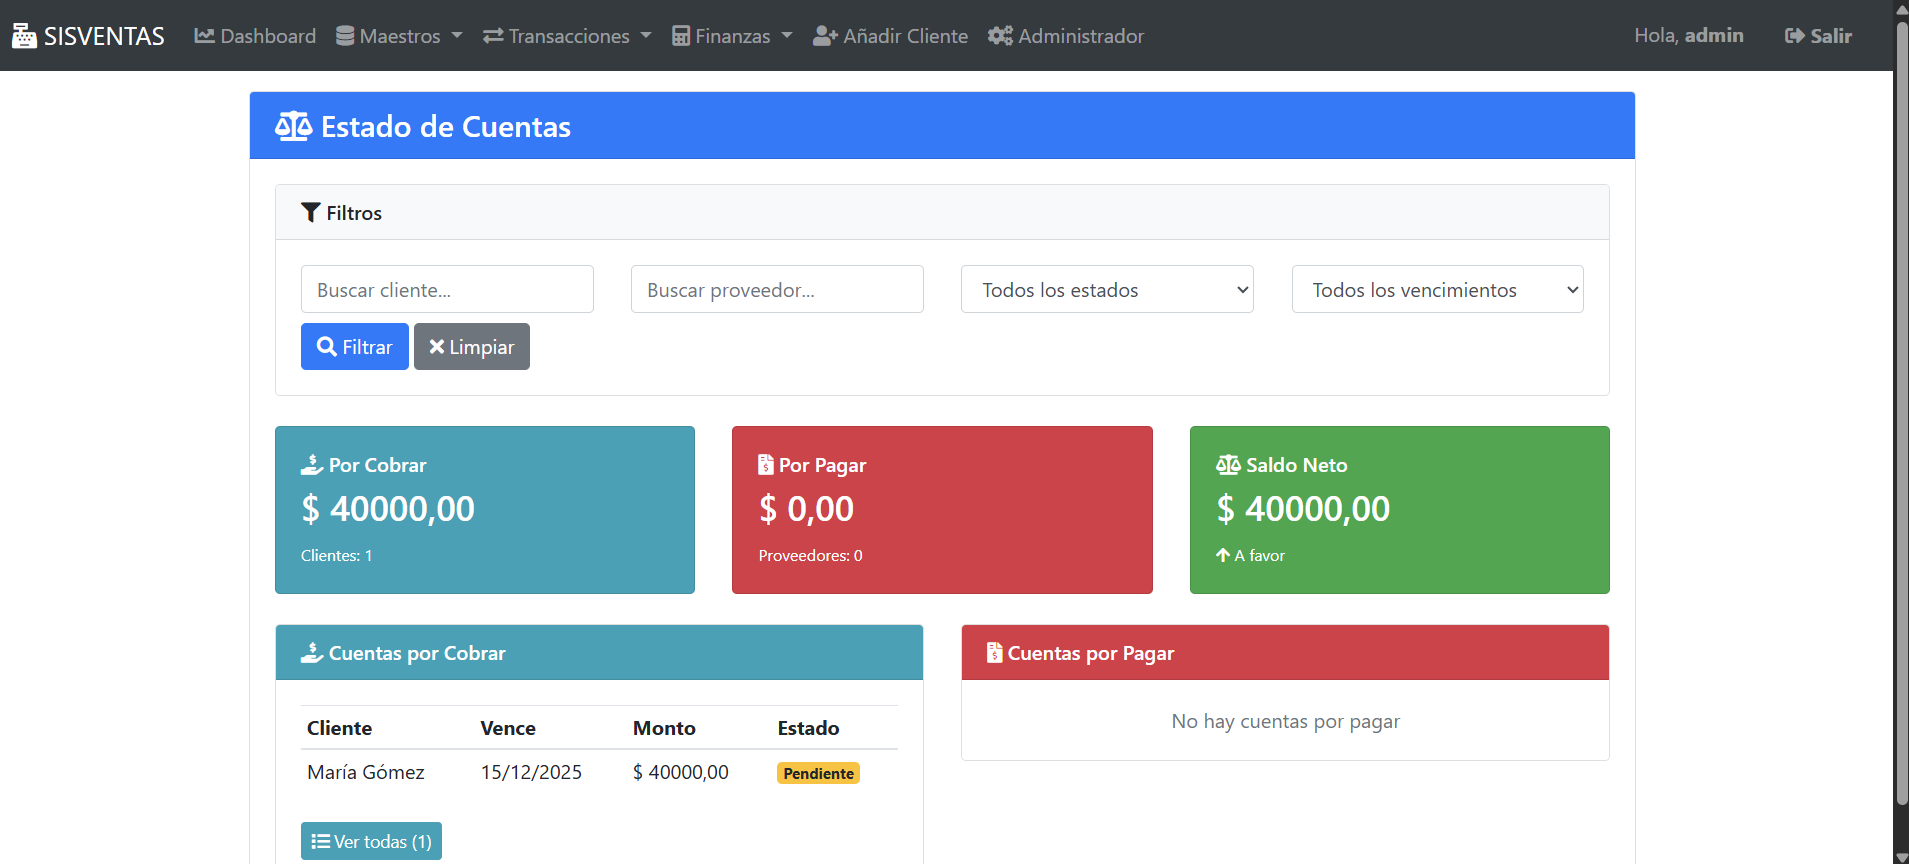 SISVENTAS Dashboard Maestros Transacciones Finanzas Añadir Cliente Administrador Hola, admin Salir
Estado de Cuentas
Filtros
Buscar cliente... Buscar proveedor... Todos los estados Todos los vencimientos
Filtrar Limpiar
Por Cobrar
$ 40000,00
Clientes: 1
Por Pagar
$ 0,00
Proveedores: 0
Saldo Neto
$ 40000,00
A favor
Cuentas por Cobrar
Cliente Vence Monto Estado
María Gómez 15/12/2025 $ 40000,00 Pendiente
Ver todas (1)
Cuentas por Pagar
No hay cuentas por pagar